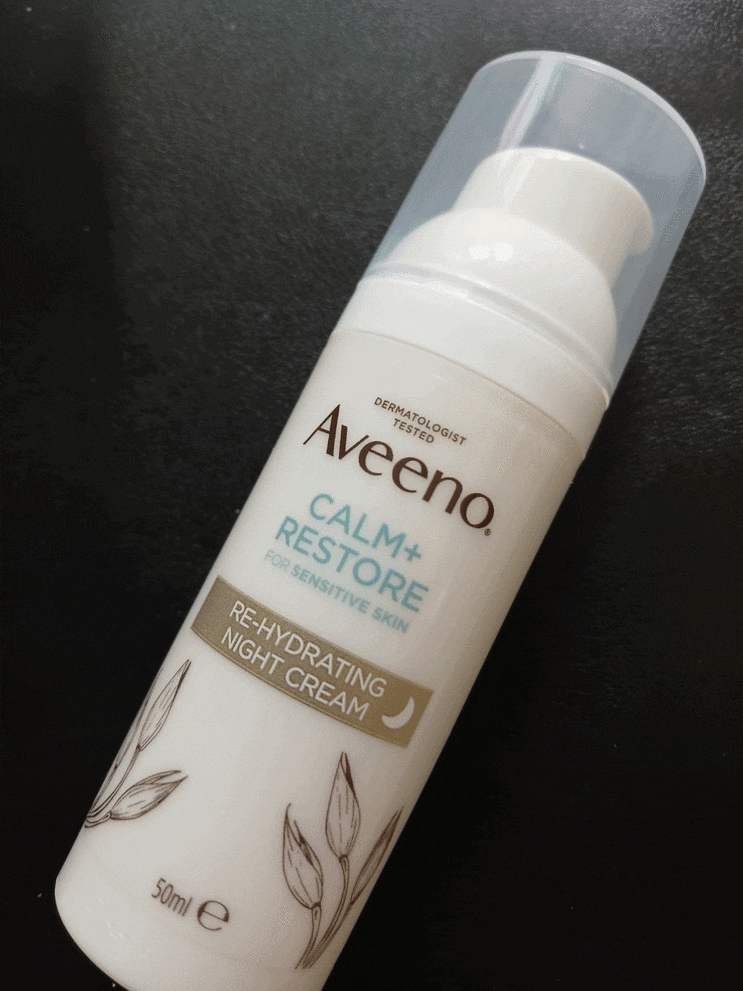 DERMATOLOGIST
TESTED
Aveeno®
CALM+
RESTORE
FOR SENSITIVE SKIN
RE-HYDRATING
NIGHT CREAM
50ml ℮